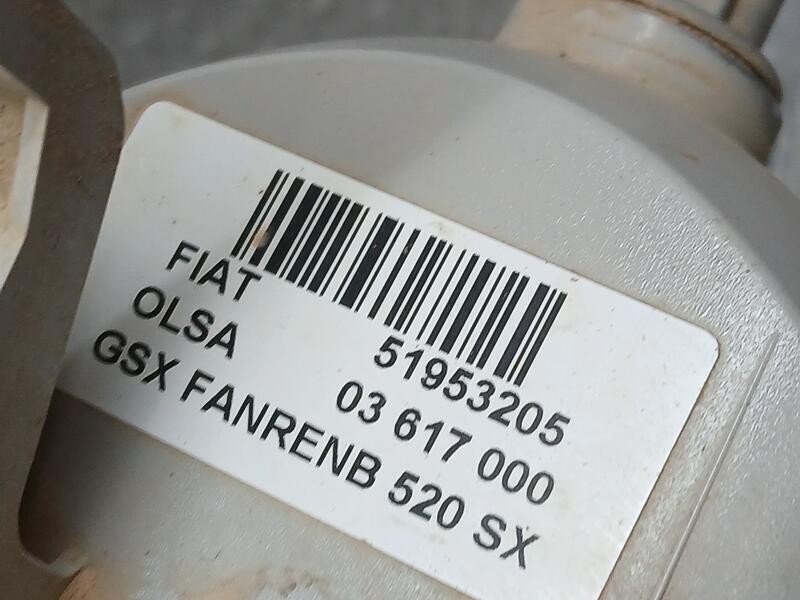 FIAT 51953205
OLSA 03 617 000
GSX FANRENB 520 SX